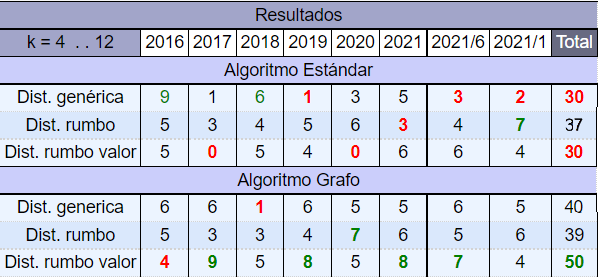 Resultados
k = 4 . . 12 2016 2017 2018 2019 2020 2021 2021/6 2021/1 Total
Algoritmo Estándar
Dist. genérica 9 1 6 1 3 5 3 2 30
Dist. rumbo 5 3 4 5 6 3 4 7 37
Dist. rumbo valor 5 0 5 4 0 6 6 4 30
Algoritmo Grafo
Dist. generica 6 6 1 6 5 5 6 5 40
Dist. rumbo 5 3 3 4 7 6 5 6 39
Dist. rumbo valor 4 9 5 8 5 8 7 4 50